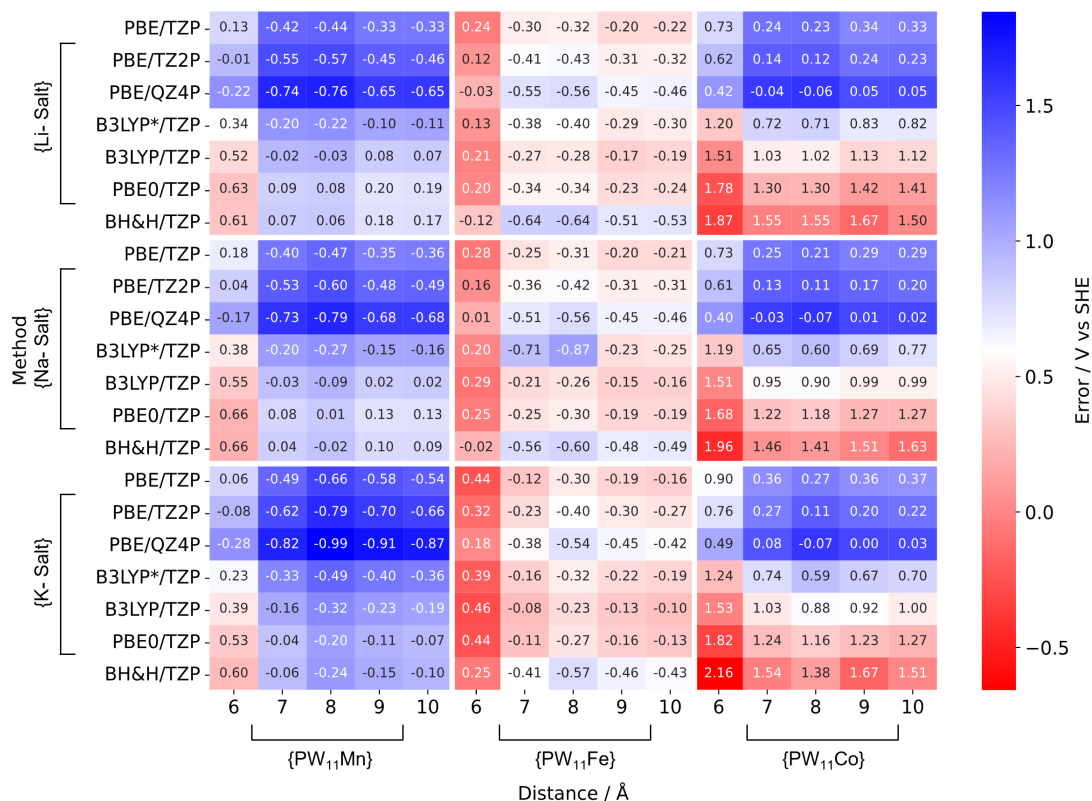 PBE/TZP 0.13 -0.42 -0.44 -0.33 -0.33 0.24 -0.30 -0.32 -0.20 -0.22 0.73 0.24 0.23 0.34 0.33
PBE/TZ2P -0.01 -0.55 -0.57 -0.45 -0.46 0.12 -0.41 -0.43 -0.31 -0.32 0.62 0.14 0.12 0.24 0.23
PBE/QZ4P -0.22 -0.74 -0.76 -0.65 -0.65 -0.03 -0.55 -0.56 -0.45 -0.46 0.42 -0.04 -0.06 0.05 0.05
B3LYP*/TZP 0.34 -0.20 -0.22 -0.10 -0.11 0.13 -0.38 -0.40 -0.29 -0.30 1.20 0.72 0.71 0.83 0.82
B3LYP/TZP 0.52 -0.02 -0.03 0.08 0.07 0.21 -0.27 -0.28 -0.17 -0.19 1.51 1.03 1.02 1.13 1.12
PBE0/TZP 0.63 0.09 0.08 0.20 0.19 0.20 -0.34 -0.34 -0.23 -0.24 1.78 1.30 1.30 1.42 1.41
BH&H/TZP 0.61 0.07 0.06 0.18 0.17 -0.12 -0.64 -0.64 -0.51 -0.53 1.87 1.55 1.55 1.67 1.50
{Li- Salt}
PBE/TZP 0.18 -0.40 -0.47 -0.35 -0.36 0.28 -0.25 -0.31 -0.20 -0.21 0.73 0.25 0.21 0.29 0.29
PBE/TZ2P 0.04 -0.53 -0.60 -0.48 -0.49 0.16 -0.36 -0.42 -0.31 -0.31 0.61 0.13 0.11 0.17 0.20
PBE/QZ4P -0.17 -0.73 -0.79 -0.68 -0.68 0.01 -0.51 -0.56 -0.45 -0.46 0.40 -0.03 -0.07 0.01 0.02
B3LYP*/TZP 0.38 -0.20 -0.27 -0.15 -0.16 0.20 -0.71 -0.87 -0.23 -0.25 1.19 0.65 0.60 0.69 0.77
B3LYP/TZP 0.55 -0.03 -0.09 0.02 0.02 0.29 -0.21 -0.26 -0.15 -0.16 1.51 0.95 0.90 0.99 0.99
PBE0/TZP 0.66 0.08 0.01 0.13 0.13 0.25 -0.25 -0.30 -0.19 -0.19 1.68 1.22 1.18 1.27 1.27
BH&H/TZP 0.66 0.04 -0.02 0.10 0.09 -0.02 -0.56 -0.60 -0.48 -0.49 1.96 1.46 1.41 1.51 1.63
Method
{Na- Salt}
PBE/TZP 0.06 -0.49 -0.66 -0.58 -0.54 0.44 -0.12 -0.30 -0.19 -0.16 0.90 0.36 0.27 0.36 0.37
PBE/TZ2P -0.08 -0.62 -0.79 -0.70 -0.66 0.32 -0.23 -0.40 -0.30 -0.27 0.76 0.27 0.11 0.20 0.22
PBE/QZ4P -0.28 -0.82 -0.99 -0.91 -0.87 0.18 -0.38 -0.54 -0.45 -0.42 0.49 0.08 -0.07 0.00 0.03
B3LYP*/TZP 0.23 -0.33 -0.49 -0.40 -0.36 0.39 -0.16 -0.32 -0.22 -0.19 1.24 0.74 0.59 0.67 0.70
B3LYP/TZP 0.39 -0.16 -0.32 -0.23 -0.19 0.46 -0.08 -0.23 -0.13 -0.10 1.53 1.03 0.88 0.92 1.00
PBE0/TZP 0.53 -0.04 -0.20 -0.11 -0.07 0.44 -0.11 -0.27 -0.16 -0.13 1.82 1.24 1.16 1.23 1.27
BH&H/TZP 0.60 -0.06 -0.24 -0.15 -0.10 0.25 -0.41 -0.57 -0.46 -0.43 2.16 1.54 1.38 1.67 1.51
{K- Salt}
6 7 8 9 10 6 7 8 9 10 6 7 8 9 10
{PW₁₁Mn} {PW₁₁Fe} {PW₁₁Co}
Distance / Å
1.5
1.0
0.5
0.0
−0.5
Error / V vs SHE